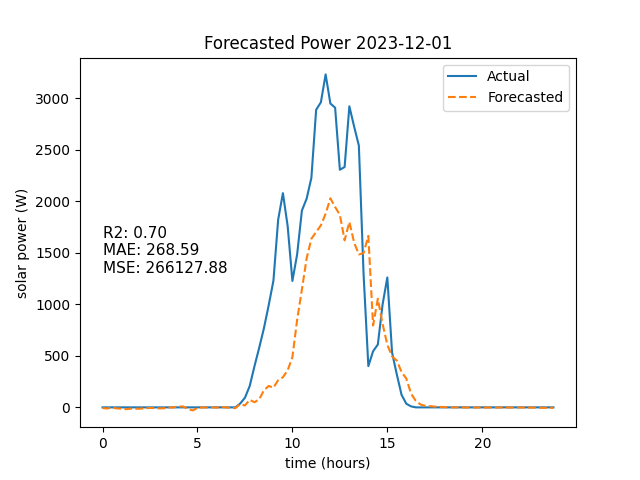 Forecasted Power 2023-12-01
Actual
Forecasted
3000
2500
2000
1500
1000
500
0
solar power (W)
R2: 0.70
MAE: 268.59
MSE: 266127.88
0 5 10 15 20
time (hours)